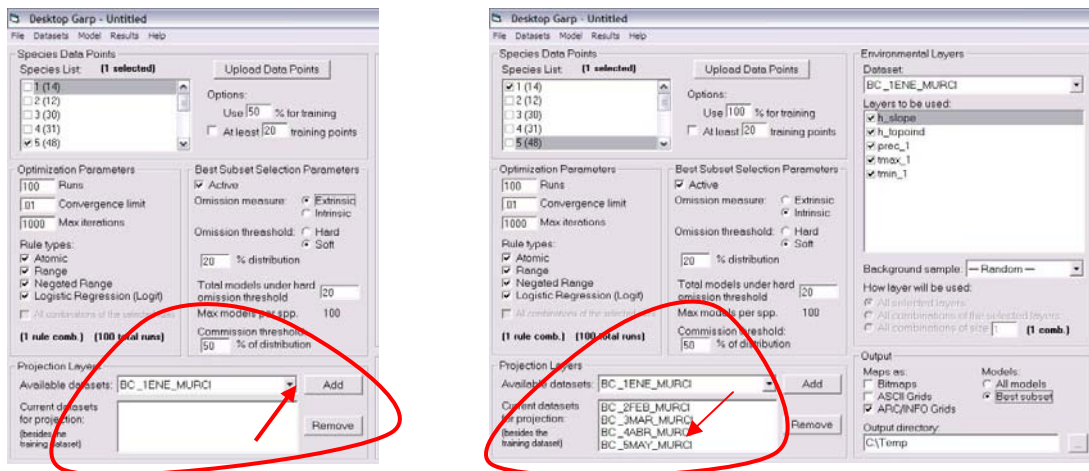 Desktop Garp - Untitled
File Datasets Model Results Help
Species Data Points
Species List: (1 selected)
Upload Data Points
1 (14)
2 (12)
3 (30)
4 (31)
5 (48)
Options:
Use 50 % for training
At least 20 training points
Optimization Parameters
100 Runs
.01 Convergence limit
1000 Max iterations
Rule types:
Atomic
Range
Negated Range
Logistic Regression (Logit)
All combinations of the selected rules
(1 rule comb.) (100 total runs)
Best Subset Selection Parameters
Active
Omission measure: Extrinsic
Intrinsic
Omission threshold: Hard
Soft
20 % distribution
Total models under hard
omission threshold 20
Max models per spp. 100
Commission threshold:
50 % of distribution
Projection Layers
Available datasets: BC_1ENE_MURCI
Add
Current datasets
for projection:
(besides the
training dataset)
Remove
Desktop Garp - Untitled
File Datasets Model Results Help
Species Data Points
Species List: (1 selected)
Upload Data Points
1 (14)
2 (12)
3 (30)
4 (31)
5 (48)
Options:
Use 100 % for training
At least 20 training points
Optimization Parameters
100 Runs
.01 Convergence limit
1000 Max iterations
Rule types:
Atomic
Range
Negated Range
Logistic Regression (Logit)
All combinations of the selected rules
(1 rule comb.) (100 total runs)
Best Subset Selection Parameters
Active
Omission measure: Extrinsic
Intrinsic
Omission threshold: Hard
Soft
20 % distribution
Total models under hard
omission threshold 20
Max models per spp. 100
Commission threshold:
50 % of distribution
Projection Layers
Available datasets: BC_1ENE_MURCI
Add
Current datasets
for projection:
(besides the
training dataset)
BC_2FEB_MURCI
BC_3MAR_MURCI
BC_4ABR_MURCI
BC_5MAY_MURCI
Remove
Environmental Layers
Dataset:
BC_1ENE_MURCI
Layers to be used:
h_slope
h_topoind
prec_1
tmax_1
tmin_1
Background sample: — Random —
How layer will be used:
All selected layers
All combinations of the selected layers
All combinations of size 1 (1 comb.)
Output
Maps as:
Bitmaps
ASCII Grids
ARC/INFO Grids
Models:
All models
Best subset
Output directory:
C:\Temp
...